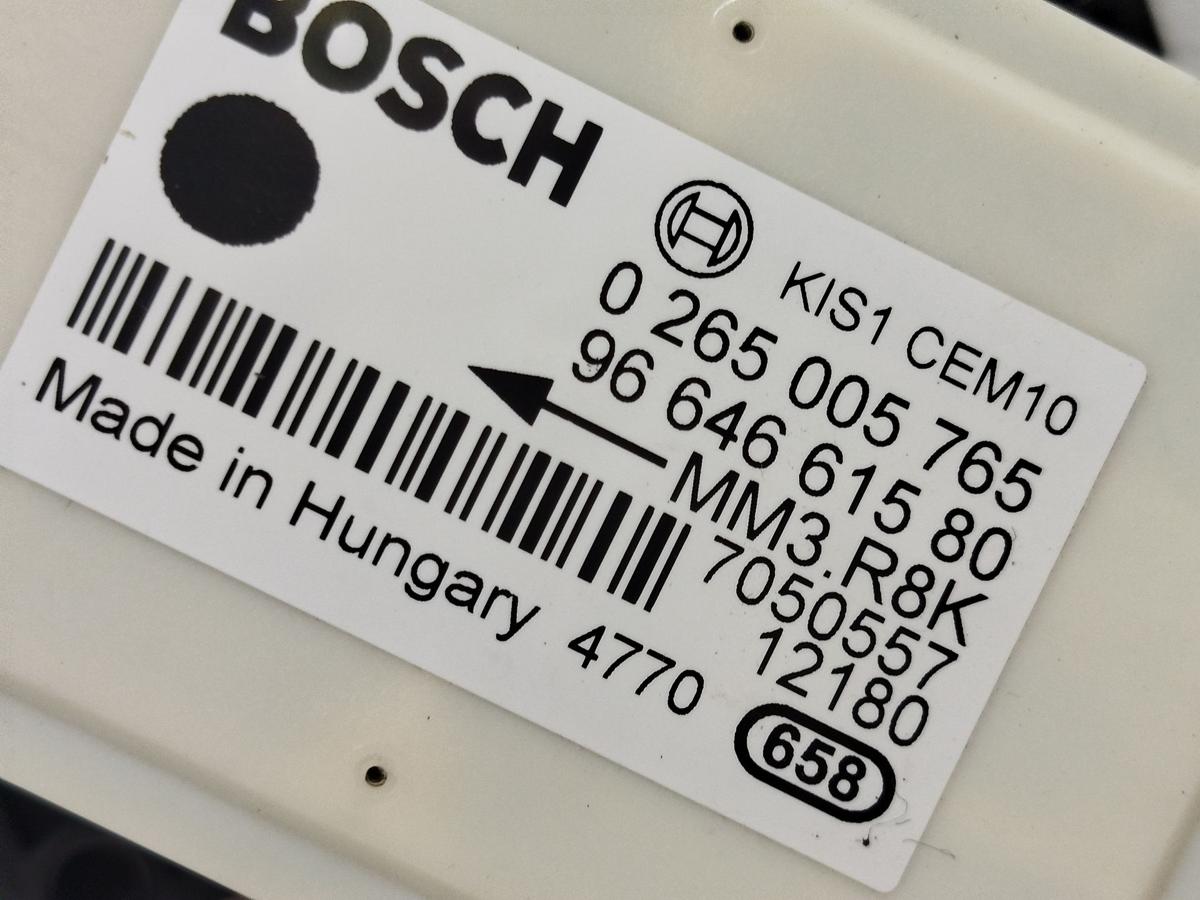 BOSCH
KIS1 CEM10
0 265 005 765
96 646 615 80
MM3.R8K
7050557
12180
Made in Hungary 4770
658